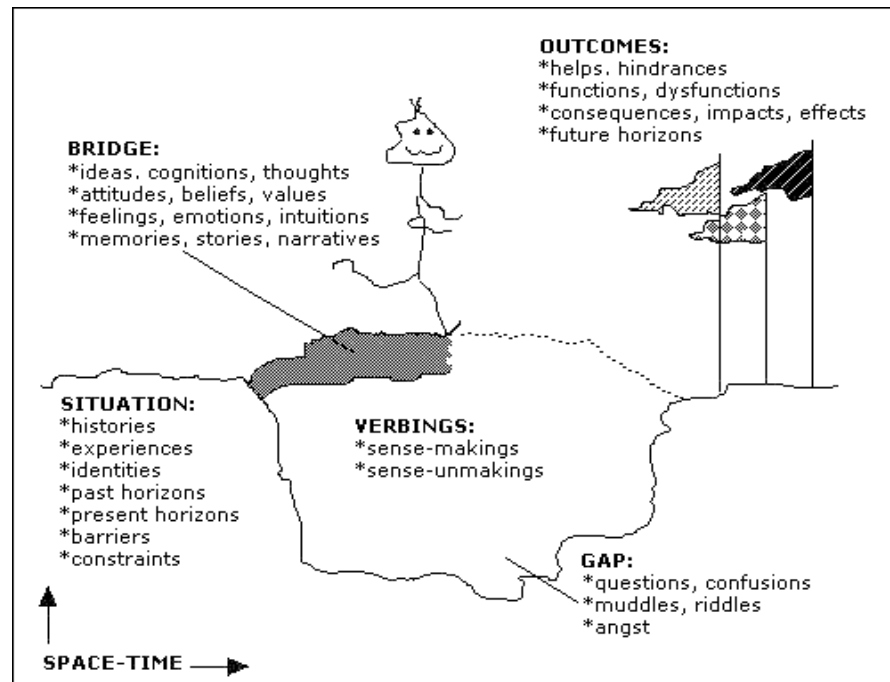 OUTCOMES:
*helps. hindrances
*functions, dysfunctions
*consequences, impacts, effects
*future horizons
BRIDGE:
*ideas. cognitions, thoughts
*attitudes, beliefs, values
*feelings, emotions, intuitions
*memories, stories, narratives
SITUATION:
*histories
*experiences
*identities
*past horizons
*present horizons
*barriers
*constraints
VERBINGS:
*sense-makings
*sense-unmakings
GAP:
*questions, confusions
*muddles, riddles
*angst
SPACE-TIME